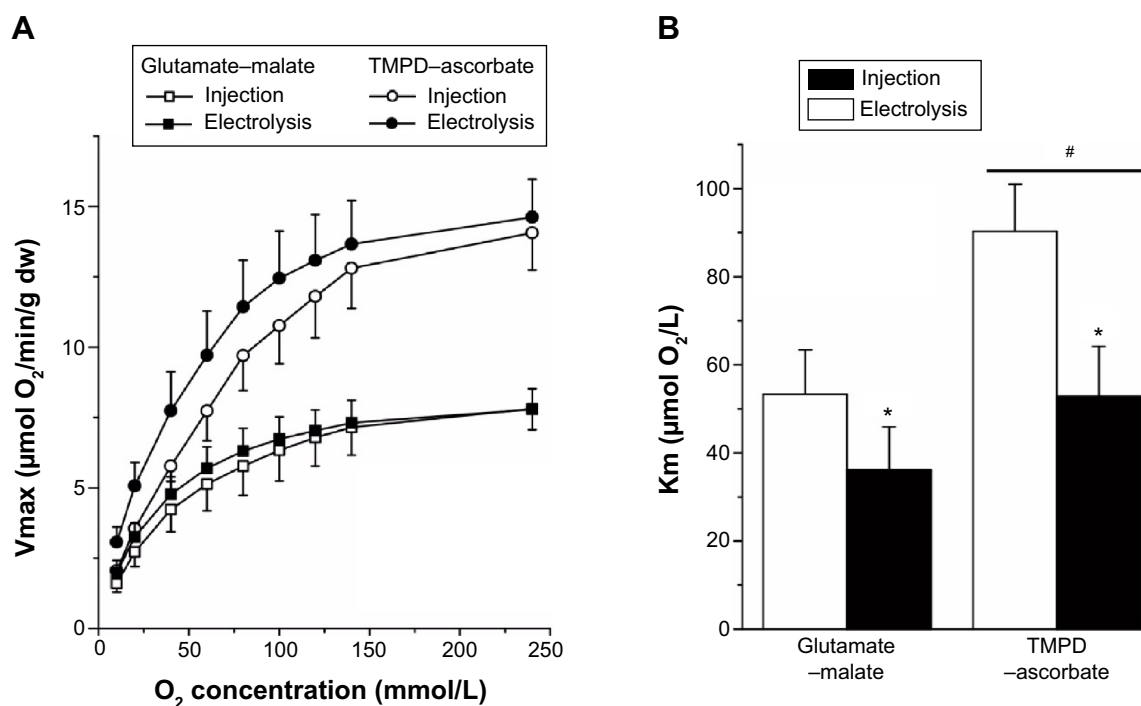 A
Glutamate–malate TMPD–ascorbate
Injection Injection
Electrolysis Electrolysis
Vmax (µmol O2/min/g dw)
15
10
5
0
0 50 75 100 150 200 250
O2 concentration (mmol/L)
B
Injection
Electrolysis
Km (µmol O2/L)
100
80
60
40
20
0
#
*
*
Glutamate
–malate
TMPD
–ascorbate